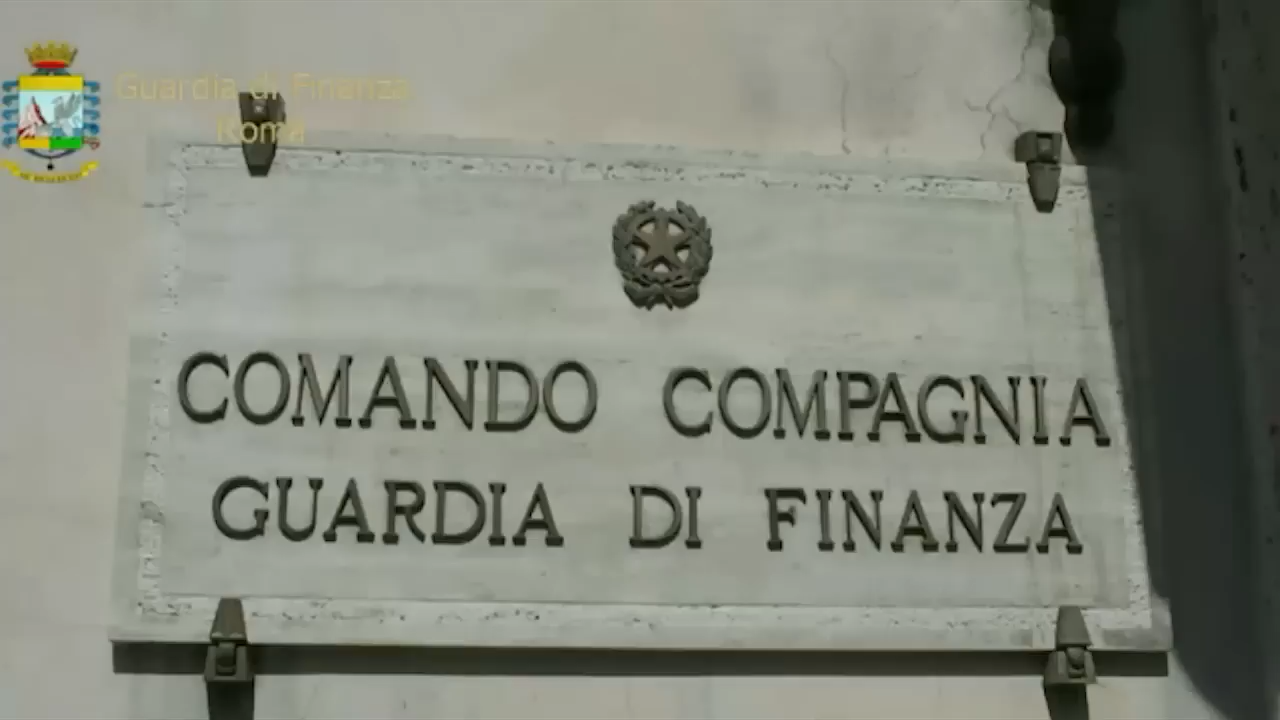 Guardia di Finanza
Roma
COMANDO COMPAGNIA
GUARDIA DI FINANZA